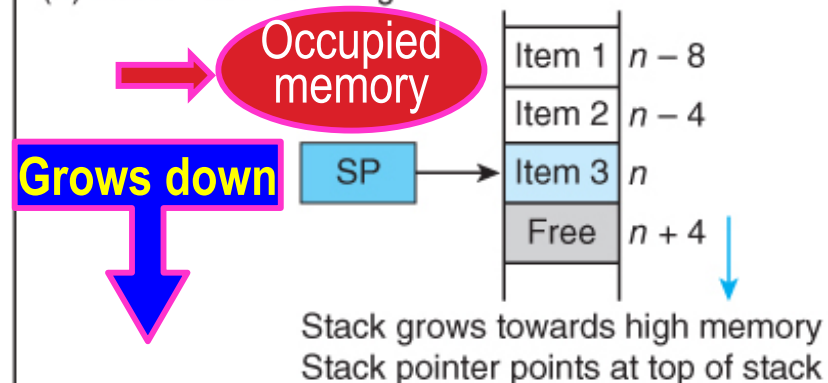 Occupied
memory
Item 1 n – 8
Item 2 n – 4
Grows down
SP
Item 3 n
Free n + 4
Stack grows towards high memory
Stack pointer points at top of stack